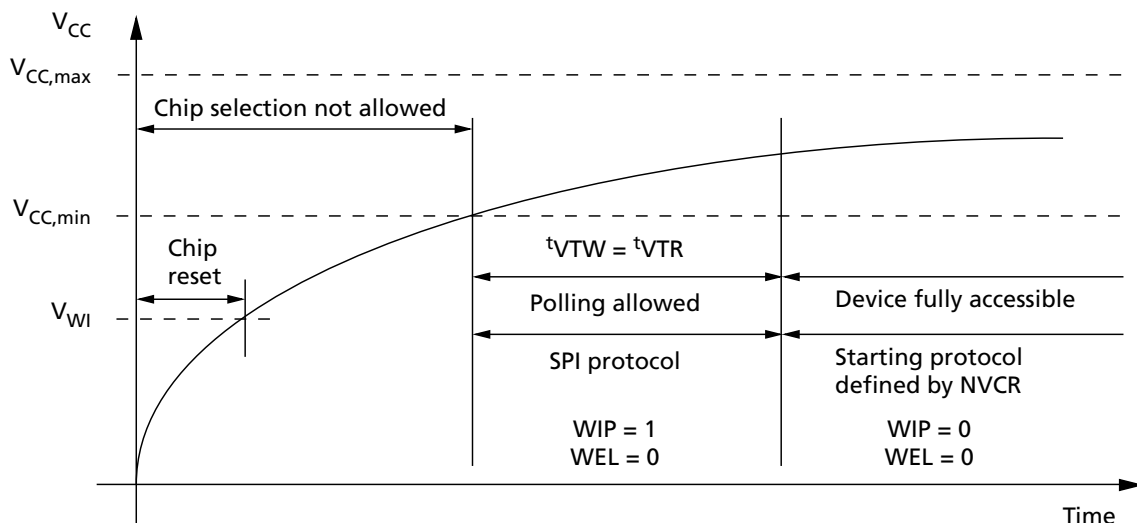 VCC
VCC,max
Chip selection not allowed
VCC,min
Chip
reset
tVTW = tVTR
VWI
Polling allowed
Device fully accessible
SPI protocol
Starting protocol
defined by NVCR
WIP = 1
WEL = 0
WIP = 0
WEL = 0
Time